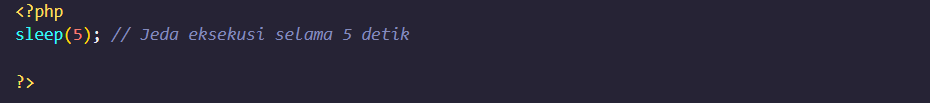 <?php
sleep(5); // Jeda eksekusi selama 5 detik
?>